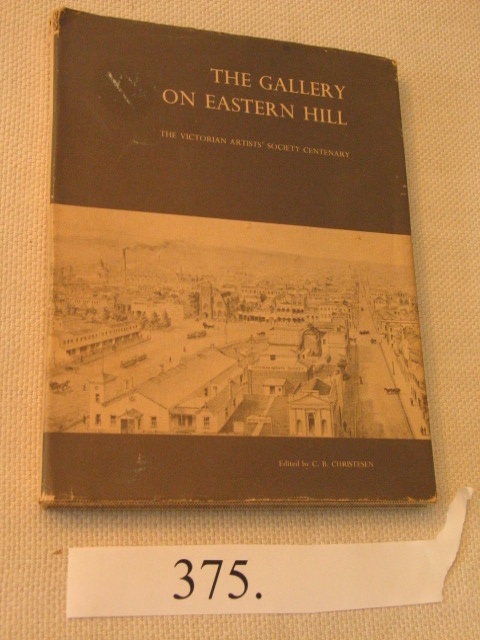 THE GALLERY
ON EASTERN HILL
THE VICTORIAN ARTISTS' SOCIETY CENTENARY
Edited by C. B. CHRISTESEN
375.